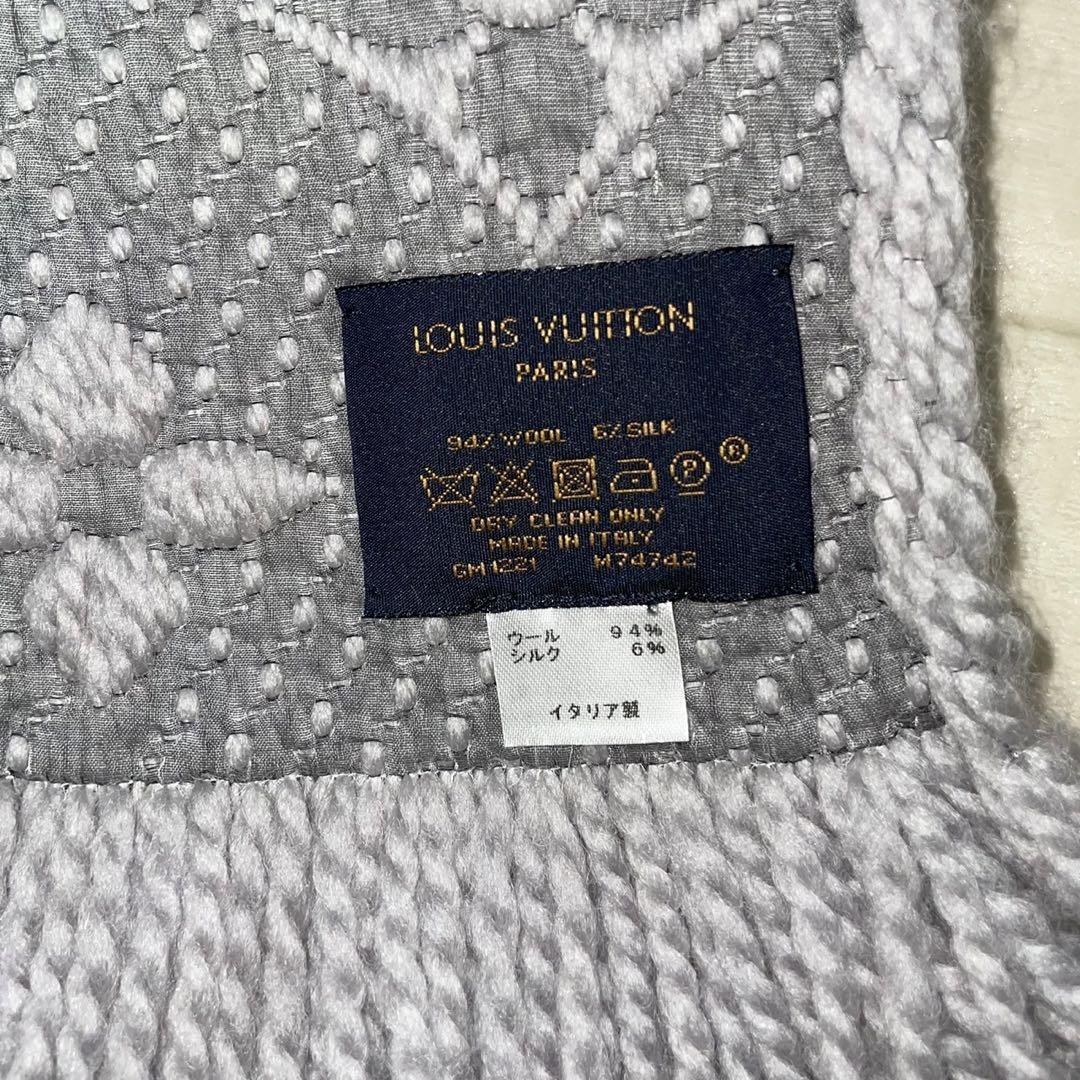 LOUIS VUITTON
PARIS
94% WOOL 6% SILK
P ®
DRY CLEAN ONLY
MADE IN ITALY
GM1221 M74742
ウール 94%
シルク 6%
イタリア製